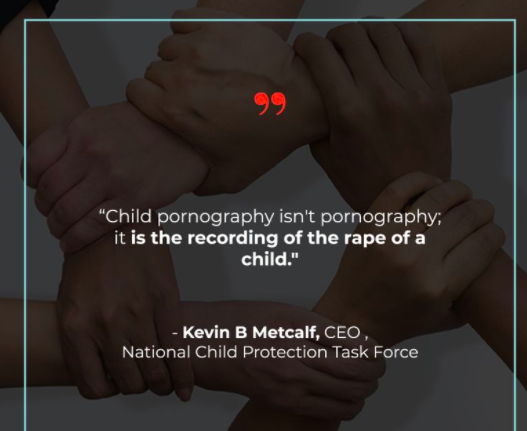 “Child pornography isn't pornography;
it is the recording of the rape of a
child."
- Kevin B Metcalf, CEO ,
National Child Protection Task Force